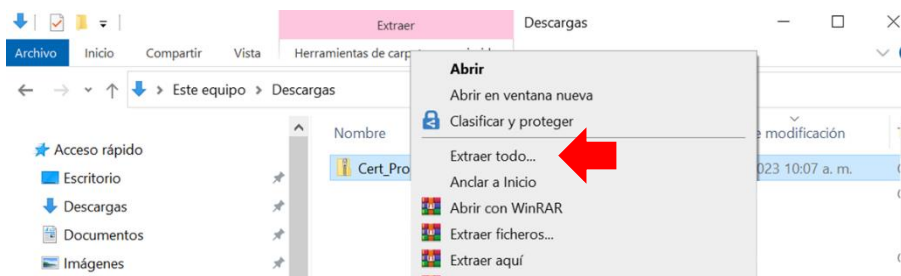 Extraer
Descargas
Archivo
Inicio
Compartir
Vista
Herramientas de carp
Este equipo > Descargas
Acceso rápido
Escritorio
Descargas
Documentos
Imágenes
Nombre
modificación
Cert_Pro
023 10:07 a. m.
Abrir
Abrir en ventana nueva
Clasificar y proteger
Extraer todo...
Anclar a Inicio
Abrir con WinRAR
Extraer ficheros...
Extraer aquí